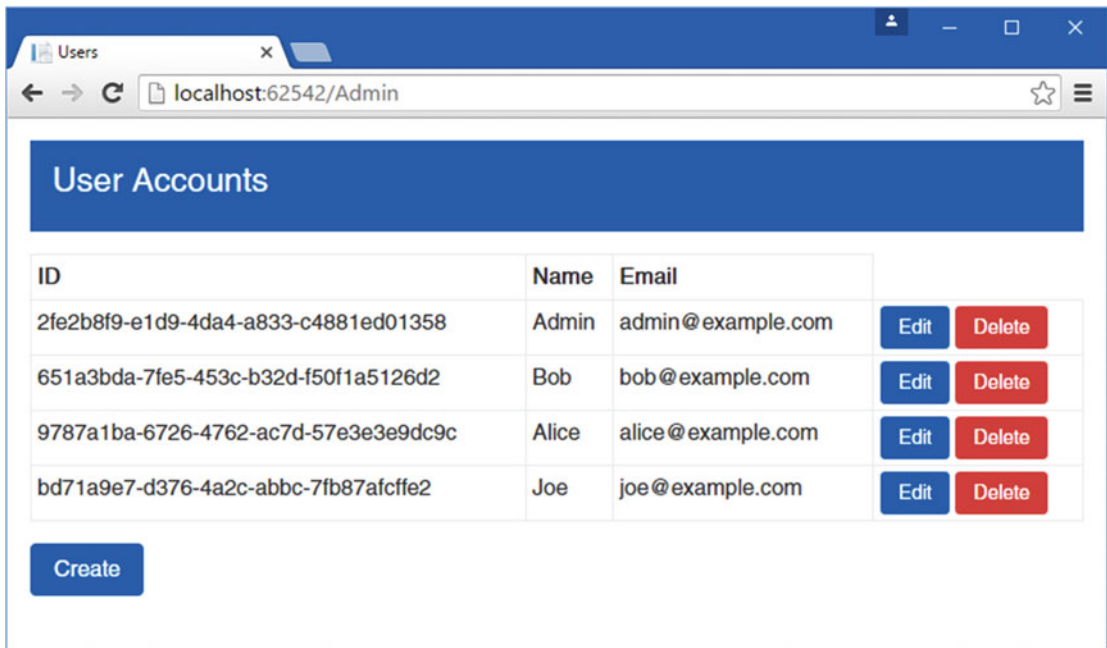 Users
localhost:62542/Admin
User Accounts
ID Name Email
2fe2b8f9-e1d9-4da4-a833-c4881ed01358 Admin admin@example.com Edit Delete
651a3bda-7fe5-453c-b32d-f50f1a5126d2 Bob bob@example.com Edit Delete
9787a1ba-6726-4762-ac7d-57e3e3e9dc9c Alice alice@example.com Edit Delete
bd71a9e7-d376-4a2c-abbc-7fb87afcffe2 Joe joe@example.com Edit Delete
Create